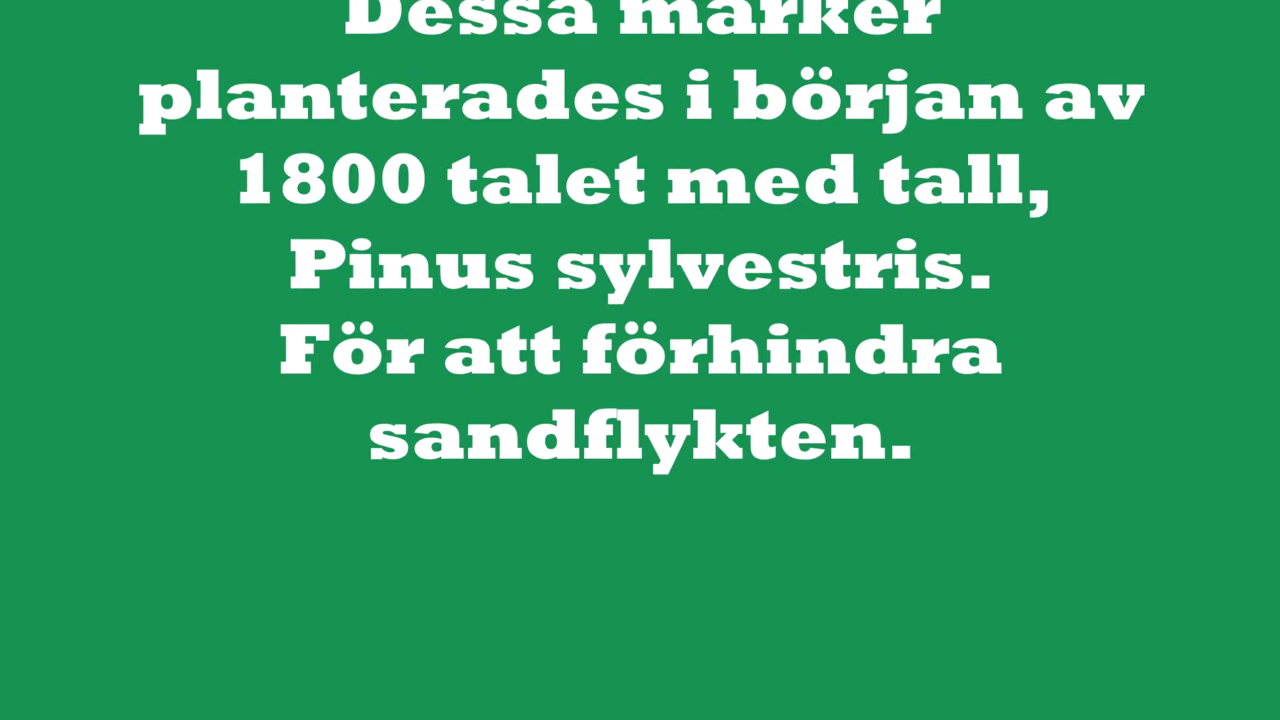 Dessa marker
planterades i början av
1800 talet med tall,
Pinus sylvestris.
För att förhindra
sandflykten.